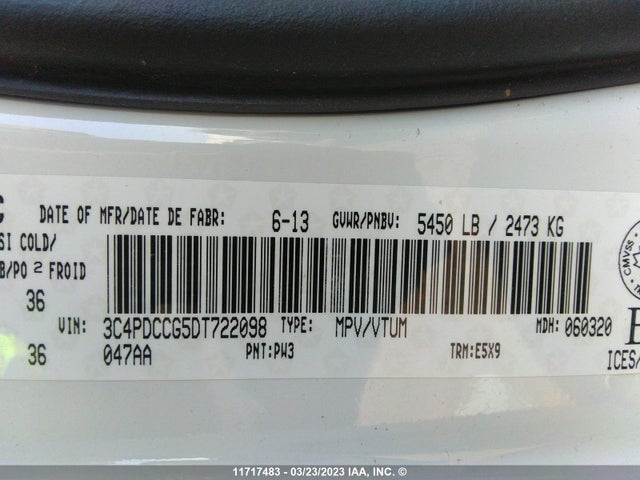 C DATE OF MFR/DATE DE FABR: 6-13 GVWR/PNBV: 5450 LB / 2473 KG
SI COLD/
B/PO 2 FROID
36
VIN: 3C4PDCCG5DT722098 TYPE: MPV/VTUM MDH: 060320
36 047AA PNT:PW3 TRM:E5X9 ICES/
CMVSS
11717483 - 03/23/2023 IAA, INC. ©